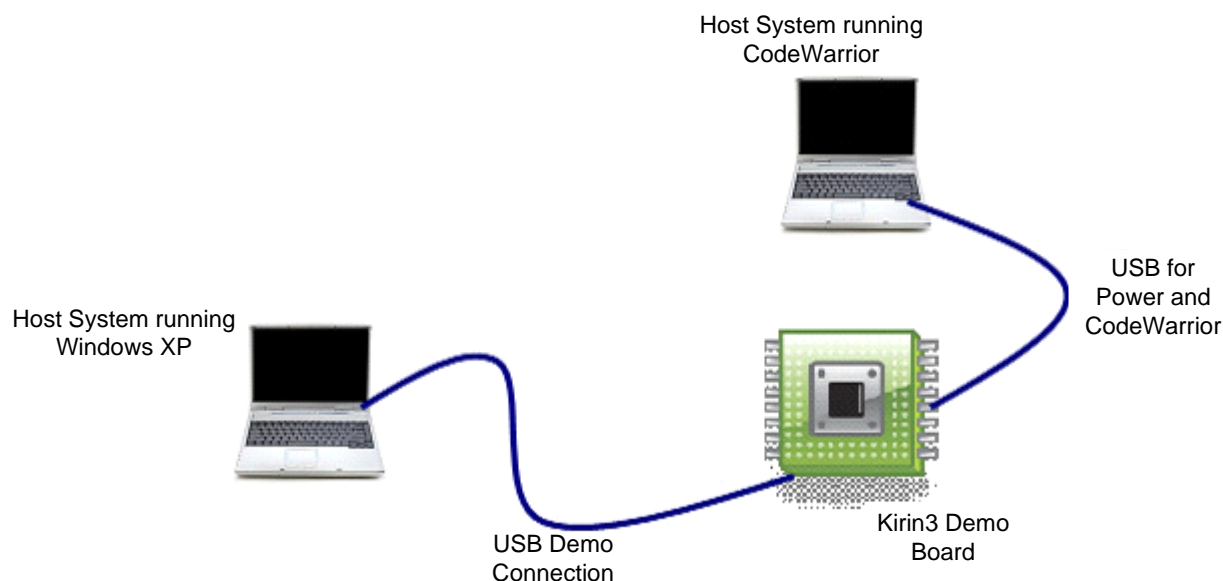 Host System running
CodeWarrior
USB for
Power and
CodeWarrior
Host System running
Windows XP
Kirin3 Demo
Board
USB Demo
Connection